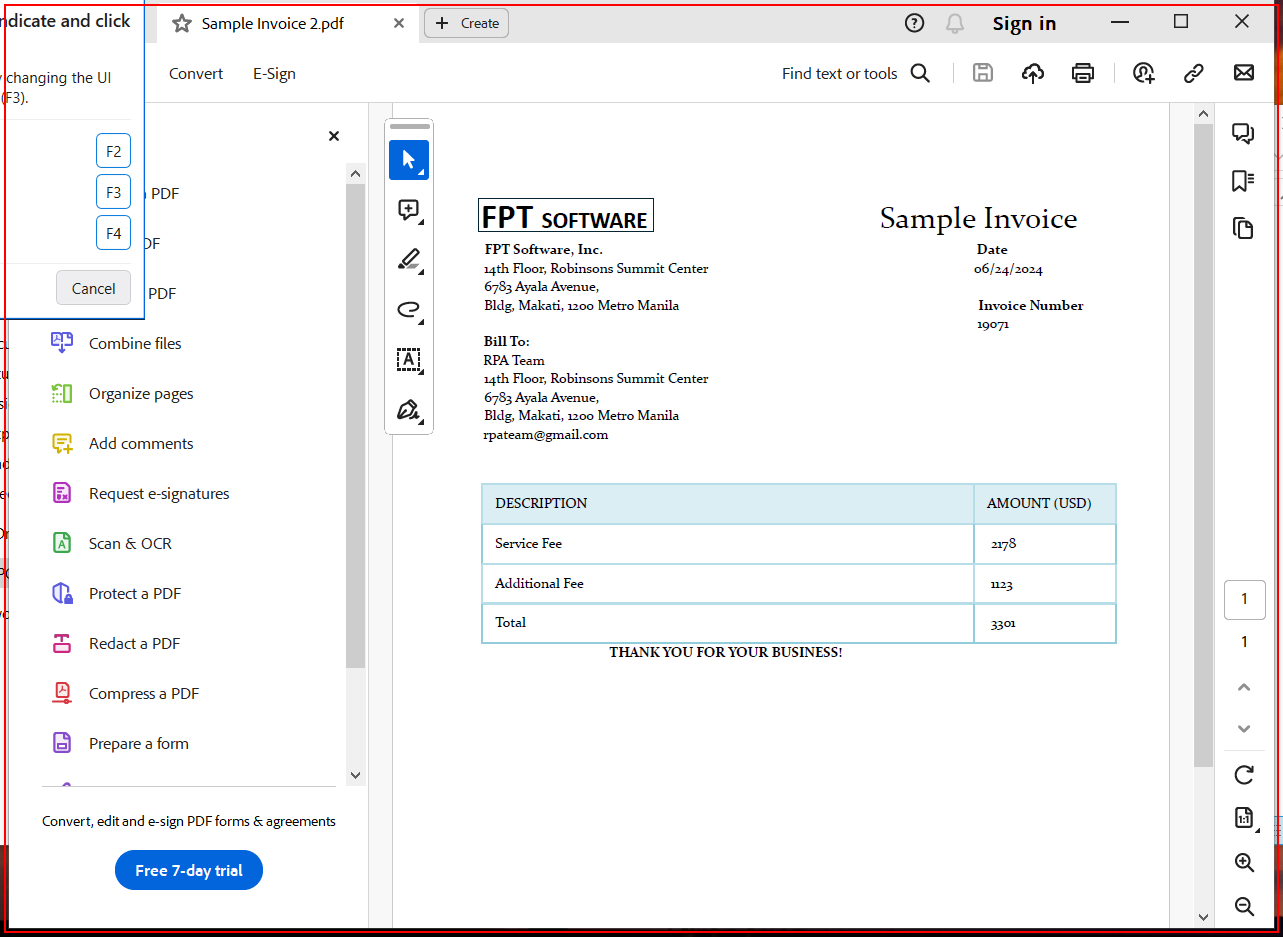 ndicate and click
changing the UI
(F3).
F2
F3
F4
Cancel
Sample Invoice 2.pdf
Create
Sign in
Convert
E-Sign
Find text or tools
PDF
DF
PDF
Combine files
Organize pages
Add comments
Request e-signatures
Scan & OCR
Protect a PDF
Redact a PDF
Compress a PDF
Prepare a form
Convert, edit and e-sign PDF forms & agreements
Free 7-day trial
FPT SOFTWARE
FPT Software, Inc.
14th Floor, Robinsons Summit Center
6783 Ayala Avenue,
Bldg, Makati, 1200 Metro Manila
Bill To:
RPA Team
14th Floor, Robinsons Summit Center
6783 Ayala Avenue,
Bldg, Makati, 1200 Metro Manila
rpateam@gmail.com
Sample Invoice
Date
06/24/2024
Invoice Number
19071
DESCRIPTION AMOUNT (USD)
Service Fee 2178
Additional Fee 1123
Total 3301
THANK YOU FOR YOUR BUSINESS!
1
1